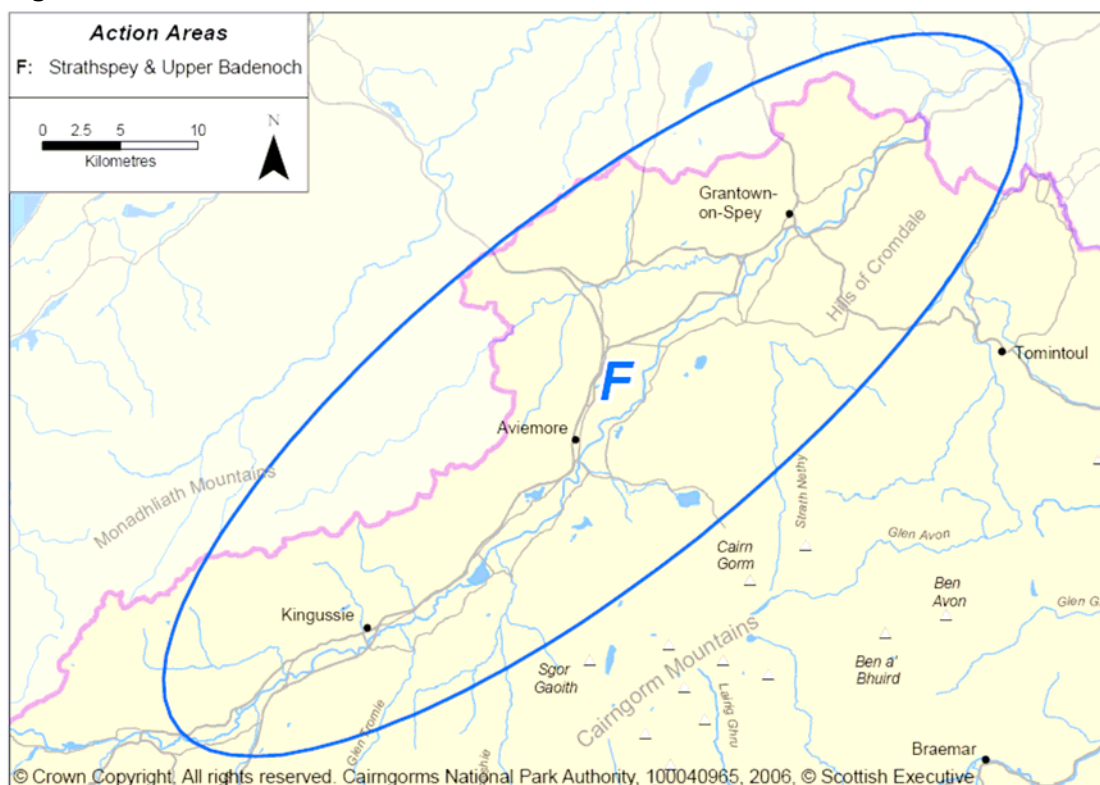 Action Areas
F: Strathspey & Upper Badenoch
0 2.5 5 10
Kilometres
N
Grantown-
on-Spey
Hills of Cromdale
Tomintoul
F
Aviemore
Monadhliath Mountains
Strath Nethy
Glen Avon
Cairn
Gorm
Ben
Avon
Glen G
Kingussie
Sgor
Gaoith
Cairngorm Mountains
Ben a'
Bhuird
Lairig Ghru
Glen Tromie
Braemar
© Crown Copyright. All rights reserved. Cairngorms National Park Authority, 100040965, 2006, © Scottish Executive